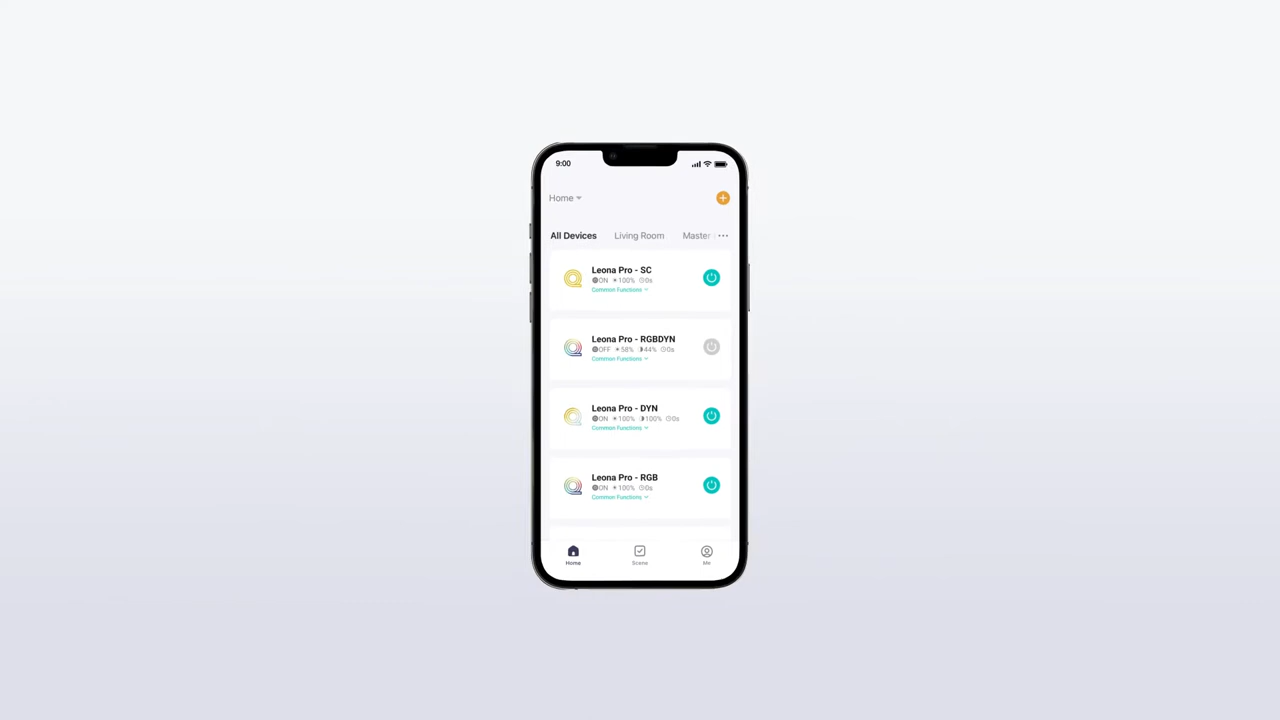 9:00
Home
All Devices Living Room Master
Leona Pro - SC
ON 100% 0s
Common Functions
Leona Pro - RGBDYN
OFF 58% 44% 0s
Common Functions
Leona Pro - DYN
ON 100% 100% 0s
Common Functions
Leona Pro - RGB
ON 100% 0s
Common Functions
Home Scene Me